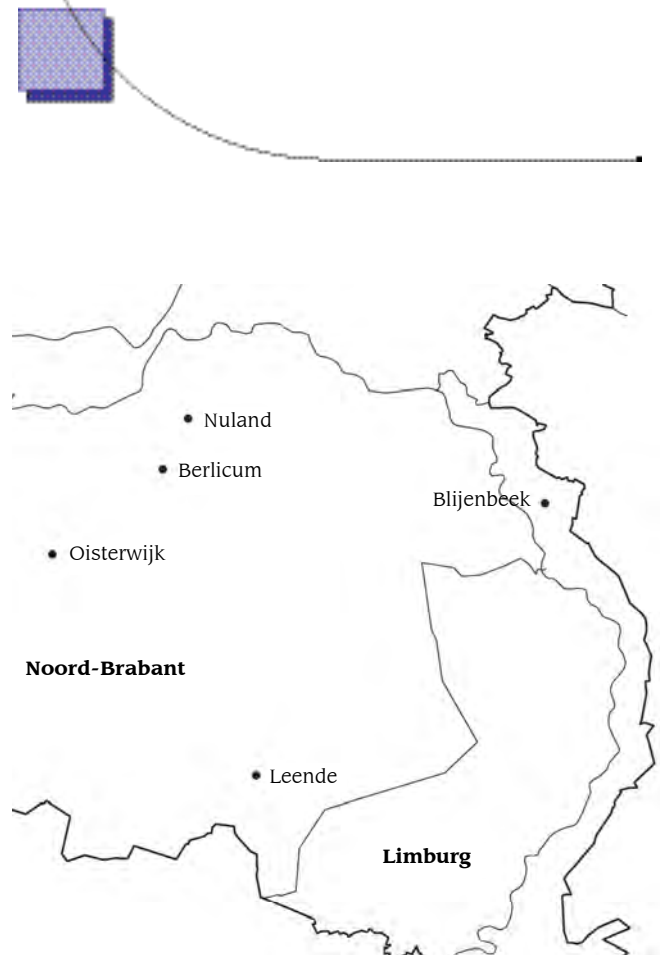 Nuland
Berlicum
Blijenbeek
Oisterwijk
Noord-Brabant
Leende
Limburg